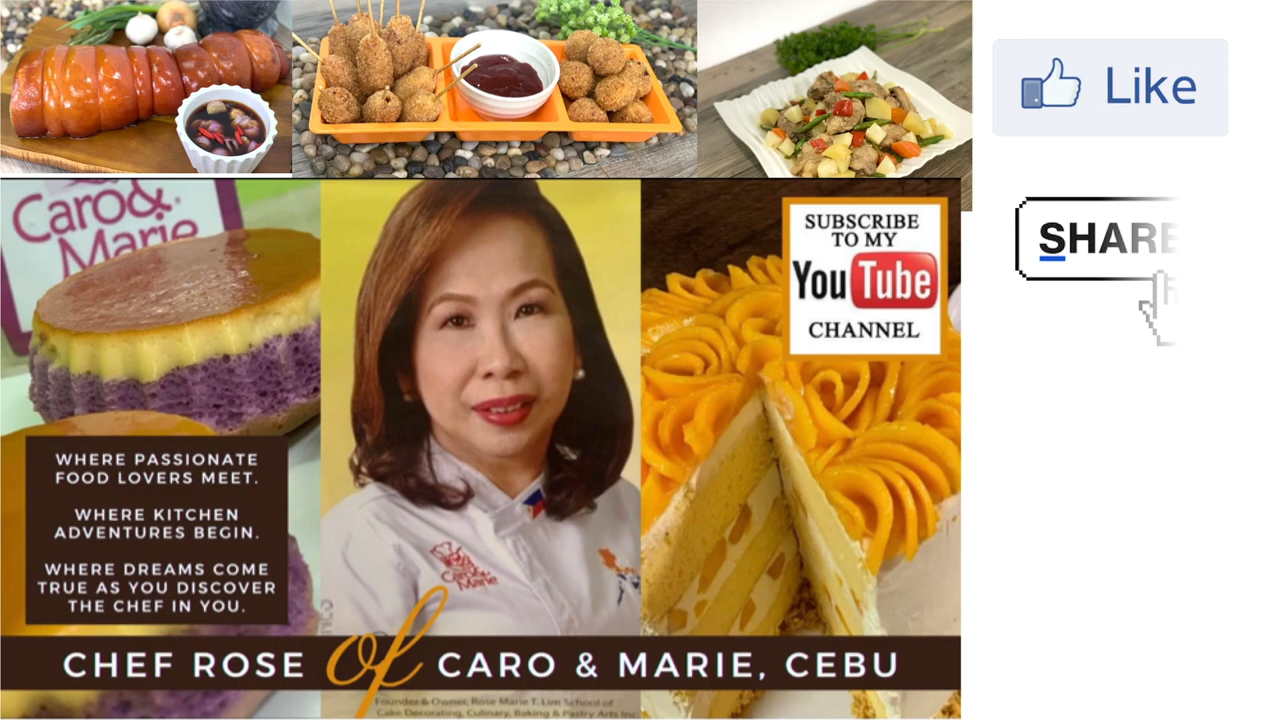 Like
SHARE
Caro&
Marie
SUBSCRIBE
TO MY
YouTube
CHANNEL
WHERE PASSIONATE
FOOD LOVERS MEET.
WHERE KITCHEN
ADVENTURES BEGIN.
WHERE DREAMS COME
TRUE AS YOU DISCOVER
THE CHEF IN YOU.
Caro&
Marie
CHEF ROSE of CARO & MARIE, CEBU
Founder & Owner, Rose Marie T. Lim School of
Cake Decorating, Culinary, Baking & Pastry Arts Inc.